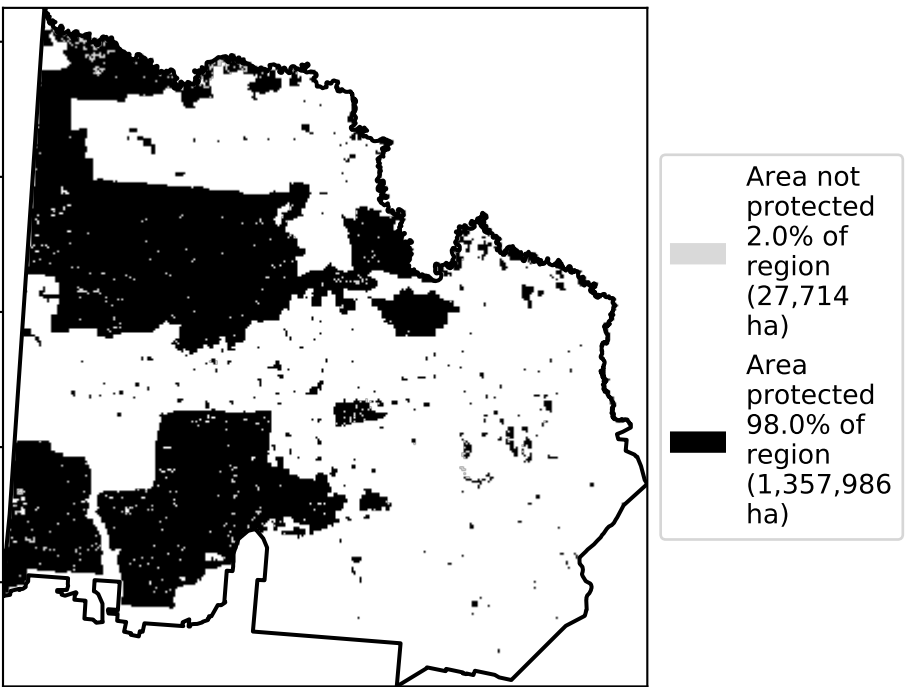 Area not
protected
2.0% of
region
(27,714
ha)
Area
protected
98.0% of
region
(1,357,986
ha)